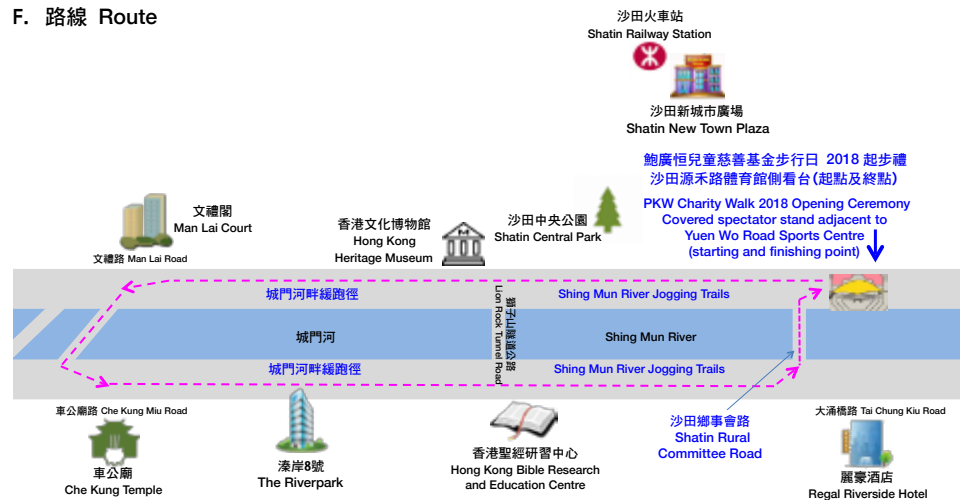 F. 路線 Route
沙田火車站
Shatin Railway Station
沙田新城市廣場
Shatin New Town Plaza
鮑廣恒兒童慈善基金步行日 2018 起步禮
沙田源禾路體育館側看台(起點及終點)
PKW Charity Walk 2018 Opening Ceremony
Covered spectator stand adjacent to
Yuen Wo Road Sports Centre
(starting and finishing point)
文禮閣
Man Lai Court
文禮路 Man Lai Road
香港文化博物館
Hong Kong
Heritage Museum
沙田中央公園
Shatin Central Park
城門河畔緩跑徑
Shing Mun River Jogging Trails
獅子山隧道公路
Lion Rock Tunnel Road
城門河
Shing Mun River
城門河畔緩跑徑
Shing Mun River Jogging Trails
車公廟路 Che Kung Miu Road
車公廟
Che Kung Temple
溱岸8號
The Riverpark
香港聖經研習中心
Hong Kong Bible Research
and Education Centre
沙田鄉事會路
Shatin Rural
Committee Road
大涌橋路 Tai Chung Kiu Road
麗豪酒店
Regal Riverside Hotel